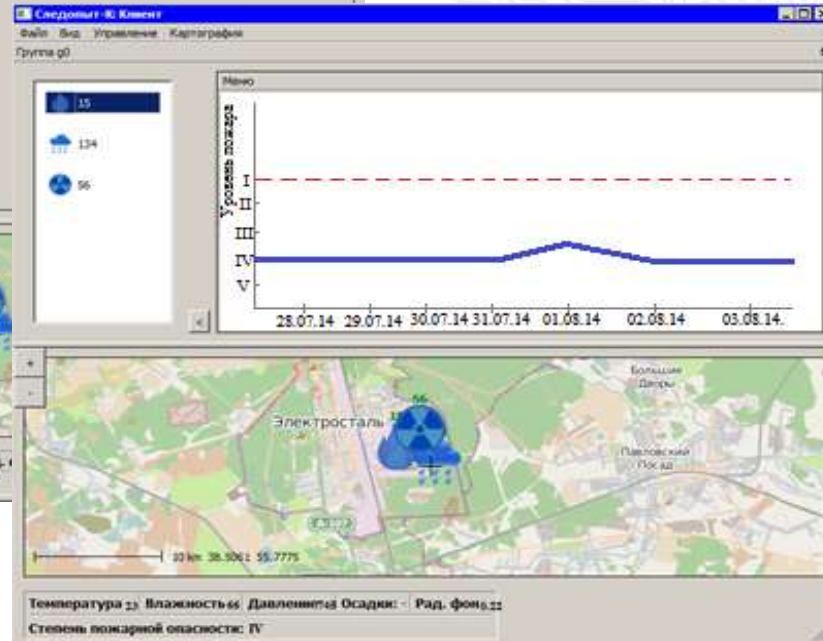 Следопыт-R: Клиент
Файл Вид Управление Картография
Группа g0
15
134
56
Меню
Уровень пожара
I
II
III
IV
V
28.07.14 29.07.14 30.07.14 31.07.14 01.08.14 02.08.14 03.08.14.
<
+
-
Большие
Дворы
56
Электросталь
Павловский
Посад
10 km 38.5061 55.7775
Температура 23 Влажность 66 Давление: Осадки: - Рад. фон 0.22
Степень пожарной опасности: IV